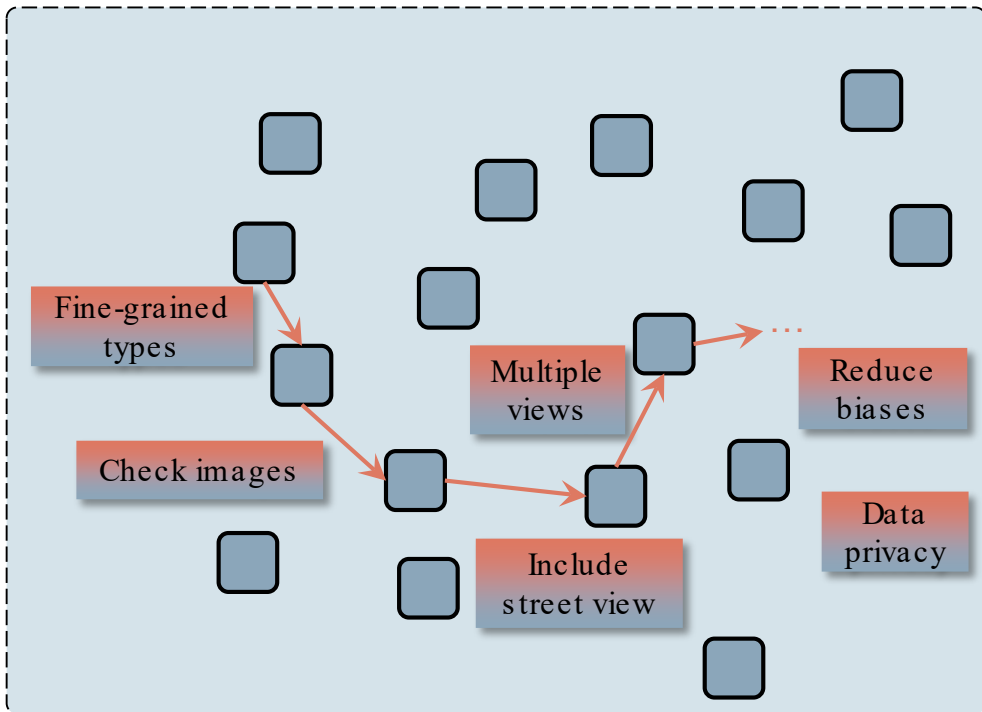 Fine-grained
types
Check images
Multiple
views
Include
street view
...
Reduce
biases
Data
privacy